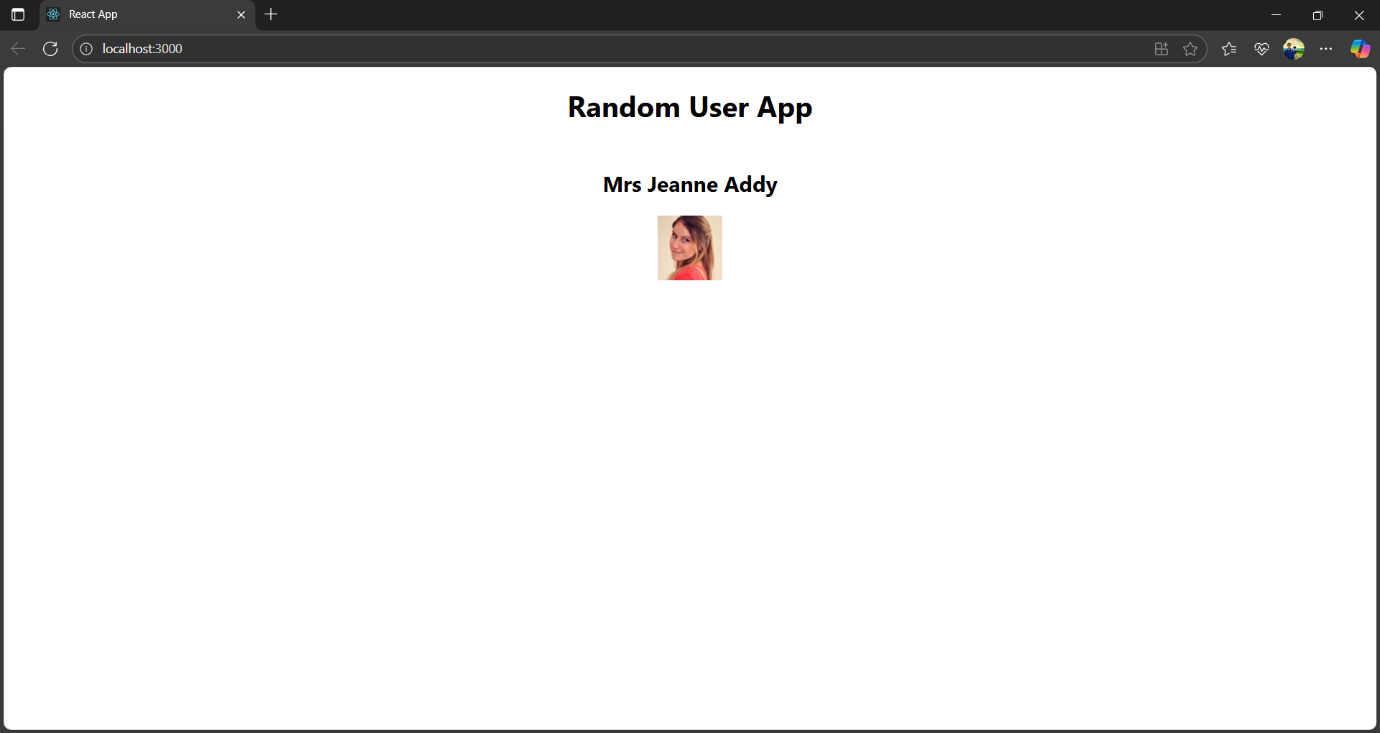 React App
localhost:3000
Random User App
Mrs Jeanne Addy